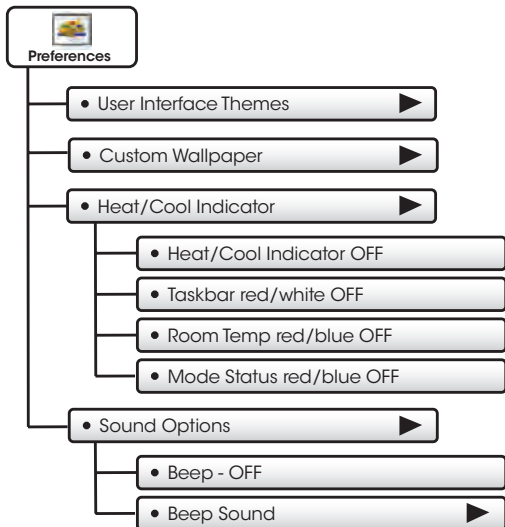 Preferences
• User Interface Themes
• Custom Wallpaper
• Heat/Cool Indicator
• Heat/Cool Indicator OFF
• Taskbar red/white OFF
• Room Temp red/blue OFF
• Mode Status red/blue OFF
• Sound Options
• Beep - OFF
• Beep Sound